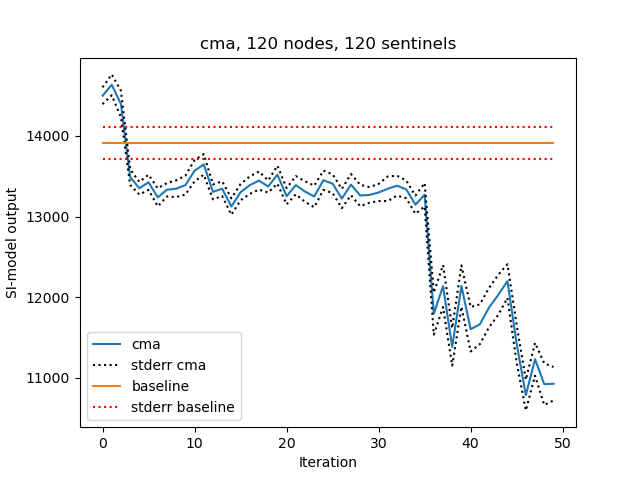 cma, 120 nodes, 120 sentinels
SI-model output
14000
13000
12000
11000
cma
stderr cma
baseline
stderr baseline
0 10 20 30 40 50
Iteration